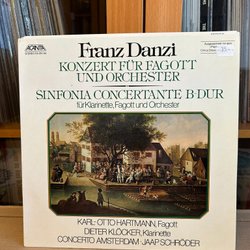 ACANTA
Franz Danzi
KONZERT FÜR FAGOTT
UND ORCHESTER
SINFONIA CONCERTANTE B-DUR
für Klarinette, Fagott und Orchester
KARL-OTTO HARTMANN, Fagott
DIETER KLÖCKER, Klarinette
CONCERTO AMSTERDAM · JAAP SCHRÖDER